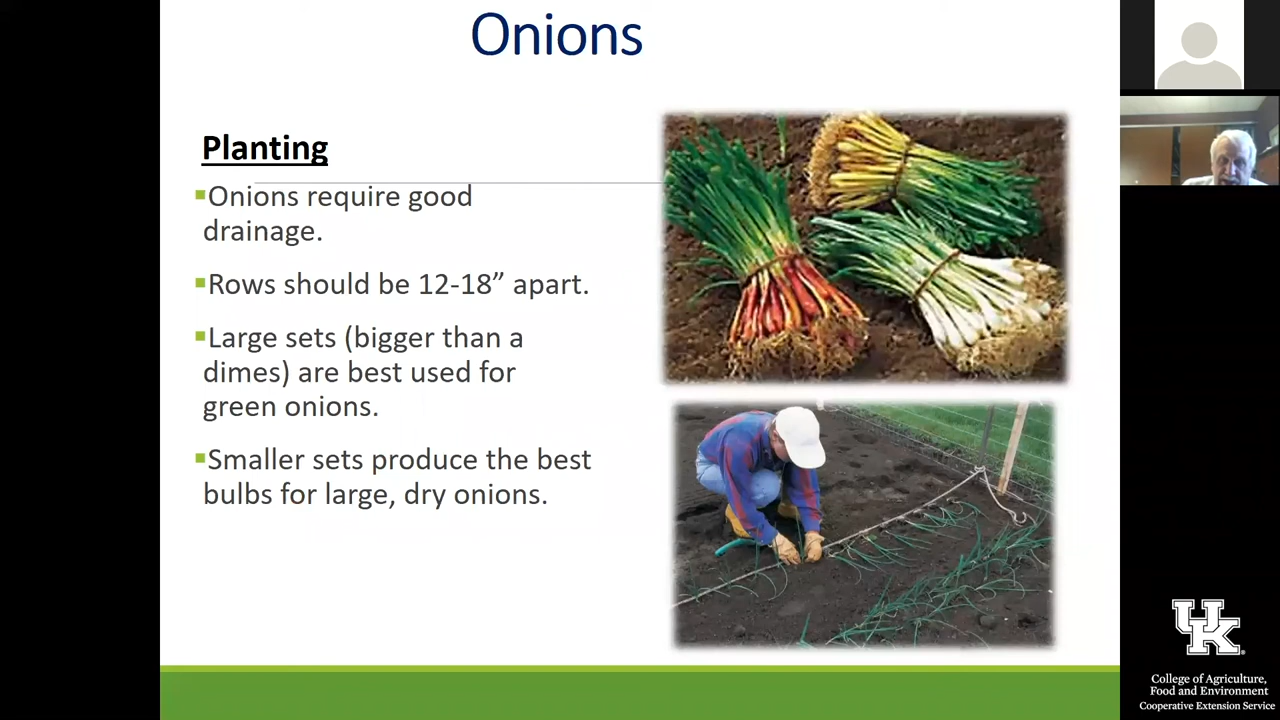 Onions
Planting
▪Onions require good
drainage.
▪Rows should be 12-18” apart.
▪Large sets (bigger than a
dimes) are best used for
green onions.
▪Smaller sets produce the best
bulbs for large, dry onions.
UK
College of Agriculture,
Food and Environment
Cooperative Extension Service